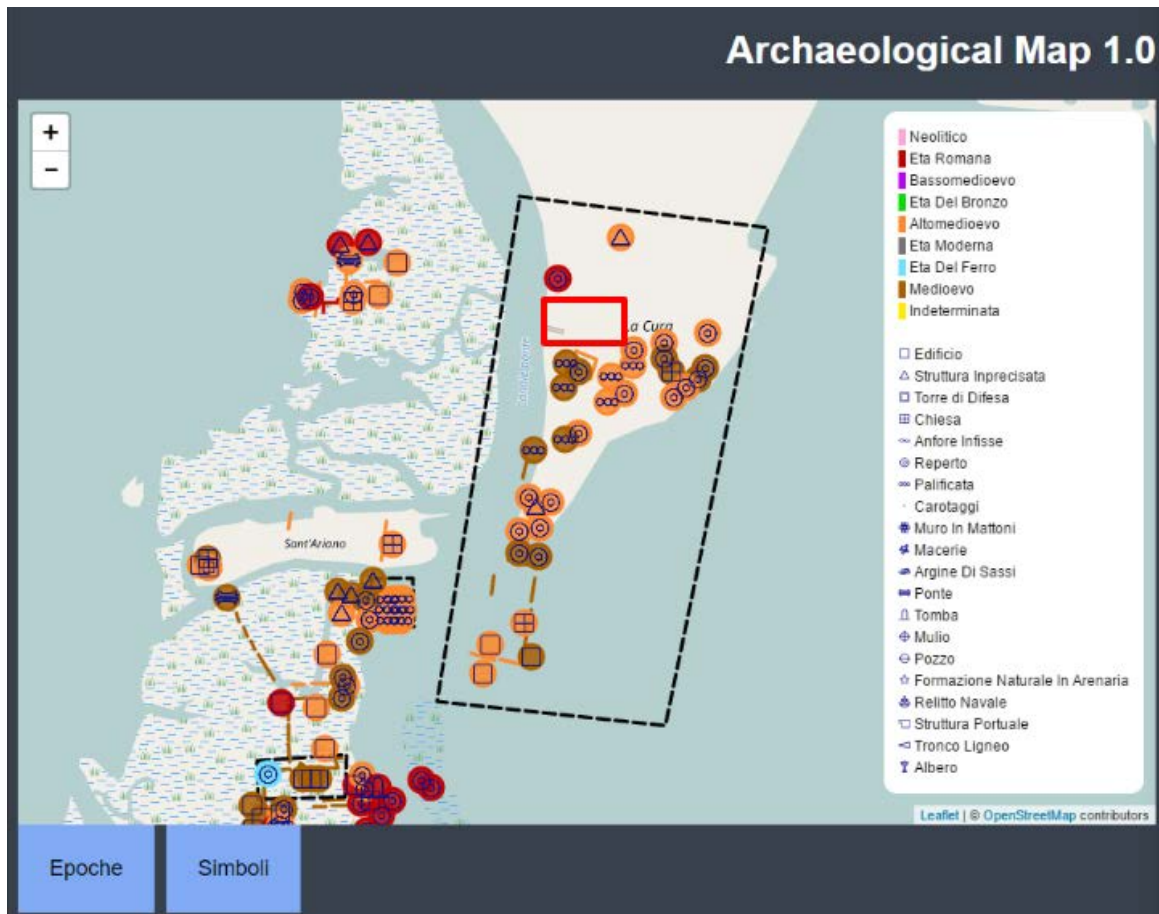 Archaeological Map 1.0
+
−
Neolitico
Eta Romana
Bassomedioevo
Eta Del Bronzo
Altomedioevo
Eta Moderna
Eta Del Ferro
Medioevo
Indeterminata
Edificio
Struttura Inprecisata
Torre di Difesa
Chiesa
Anfore Infisse
Reperto
Palificata
Carotaggi
Muro In Mattoni
Macerie
Argine Di Sassi
Ponte
Tomba
Mulio
Pozzo
Formazione Naturale In Arenaria
Relitto Navale
Struttura Portuale
Tronco Ligneo
Albero
La Cura
Sant'Ariano
Leaflet | © OpenStreetMap contributors
Epoche
Simboli